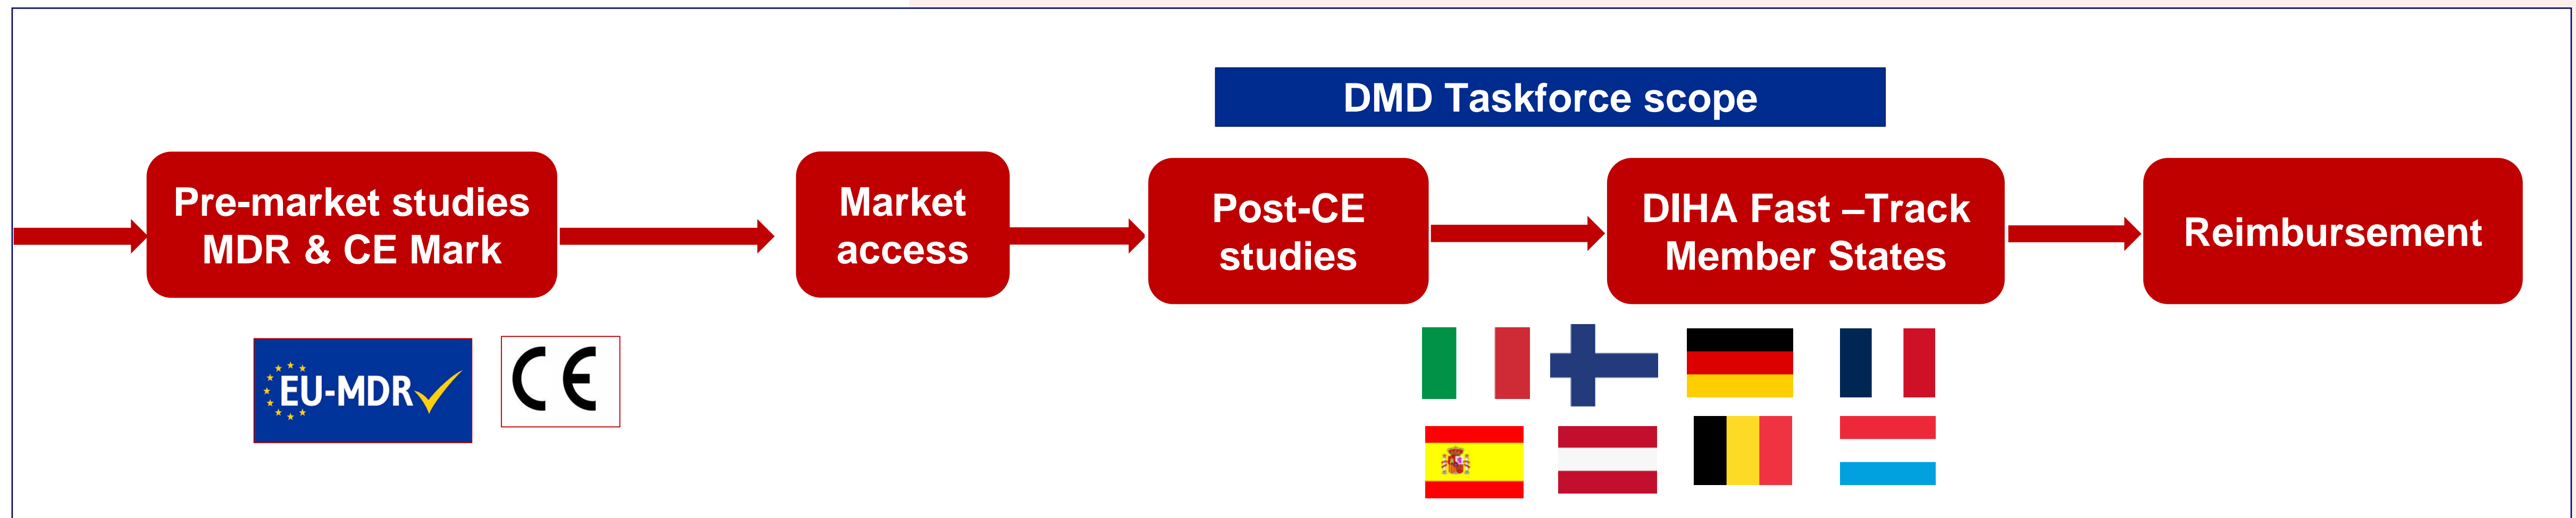 DMD Taskforce scope
Pre-market studies
MDR & CE Mark
Market
access
Post-CE
studies
DIHA Fast –Track
Member States
Reimbursement
EU-MDR
CE